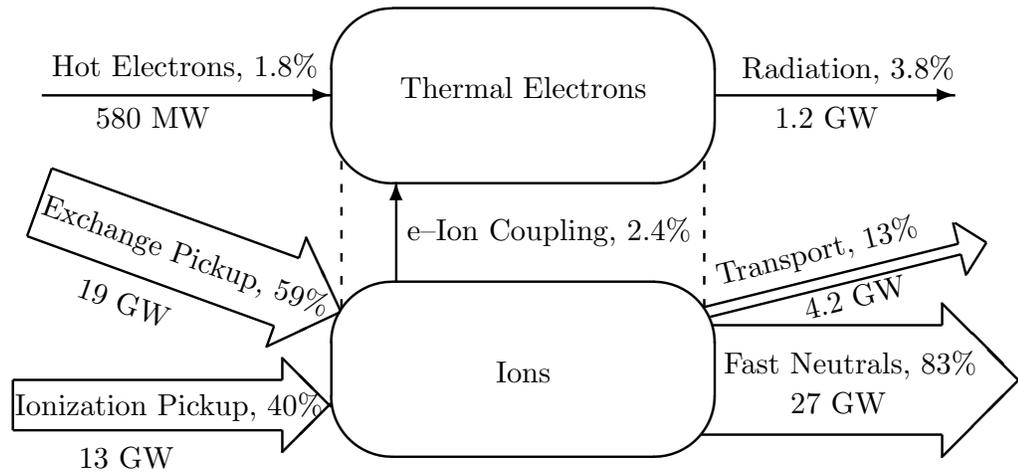 Hot Electrons, 1.8%
580 MW
Thermal Electrons
Radiation, 3.8%
1.2 GW
Exchange Pickup, 59%
19 GW
e–Ion Coupling, 2.4%
Transport, 13%
4.2 GW
Ionization Pickup, 40%
13 GW
Ions
Fast Neutrals, 83%
27 GW